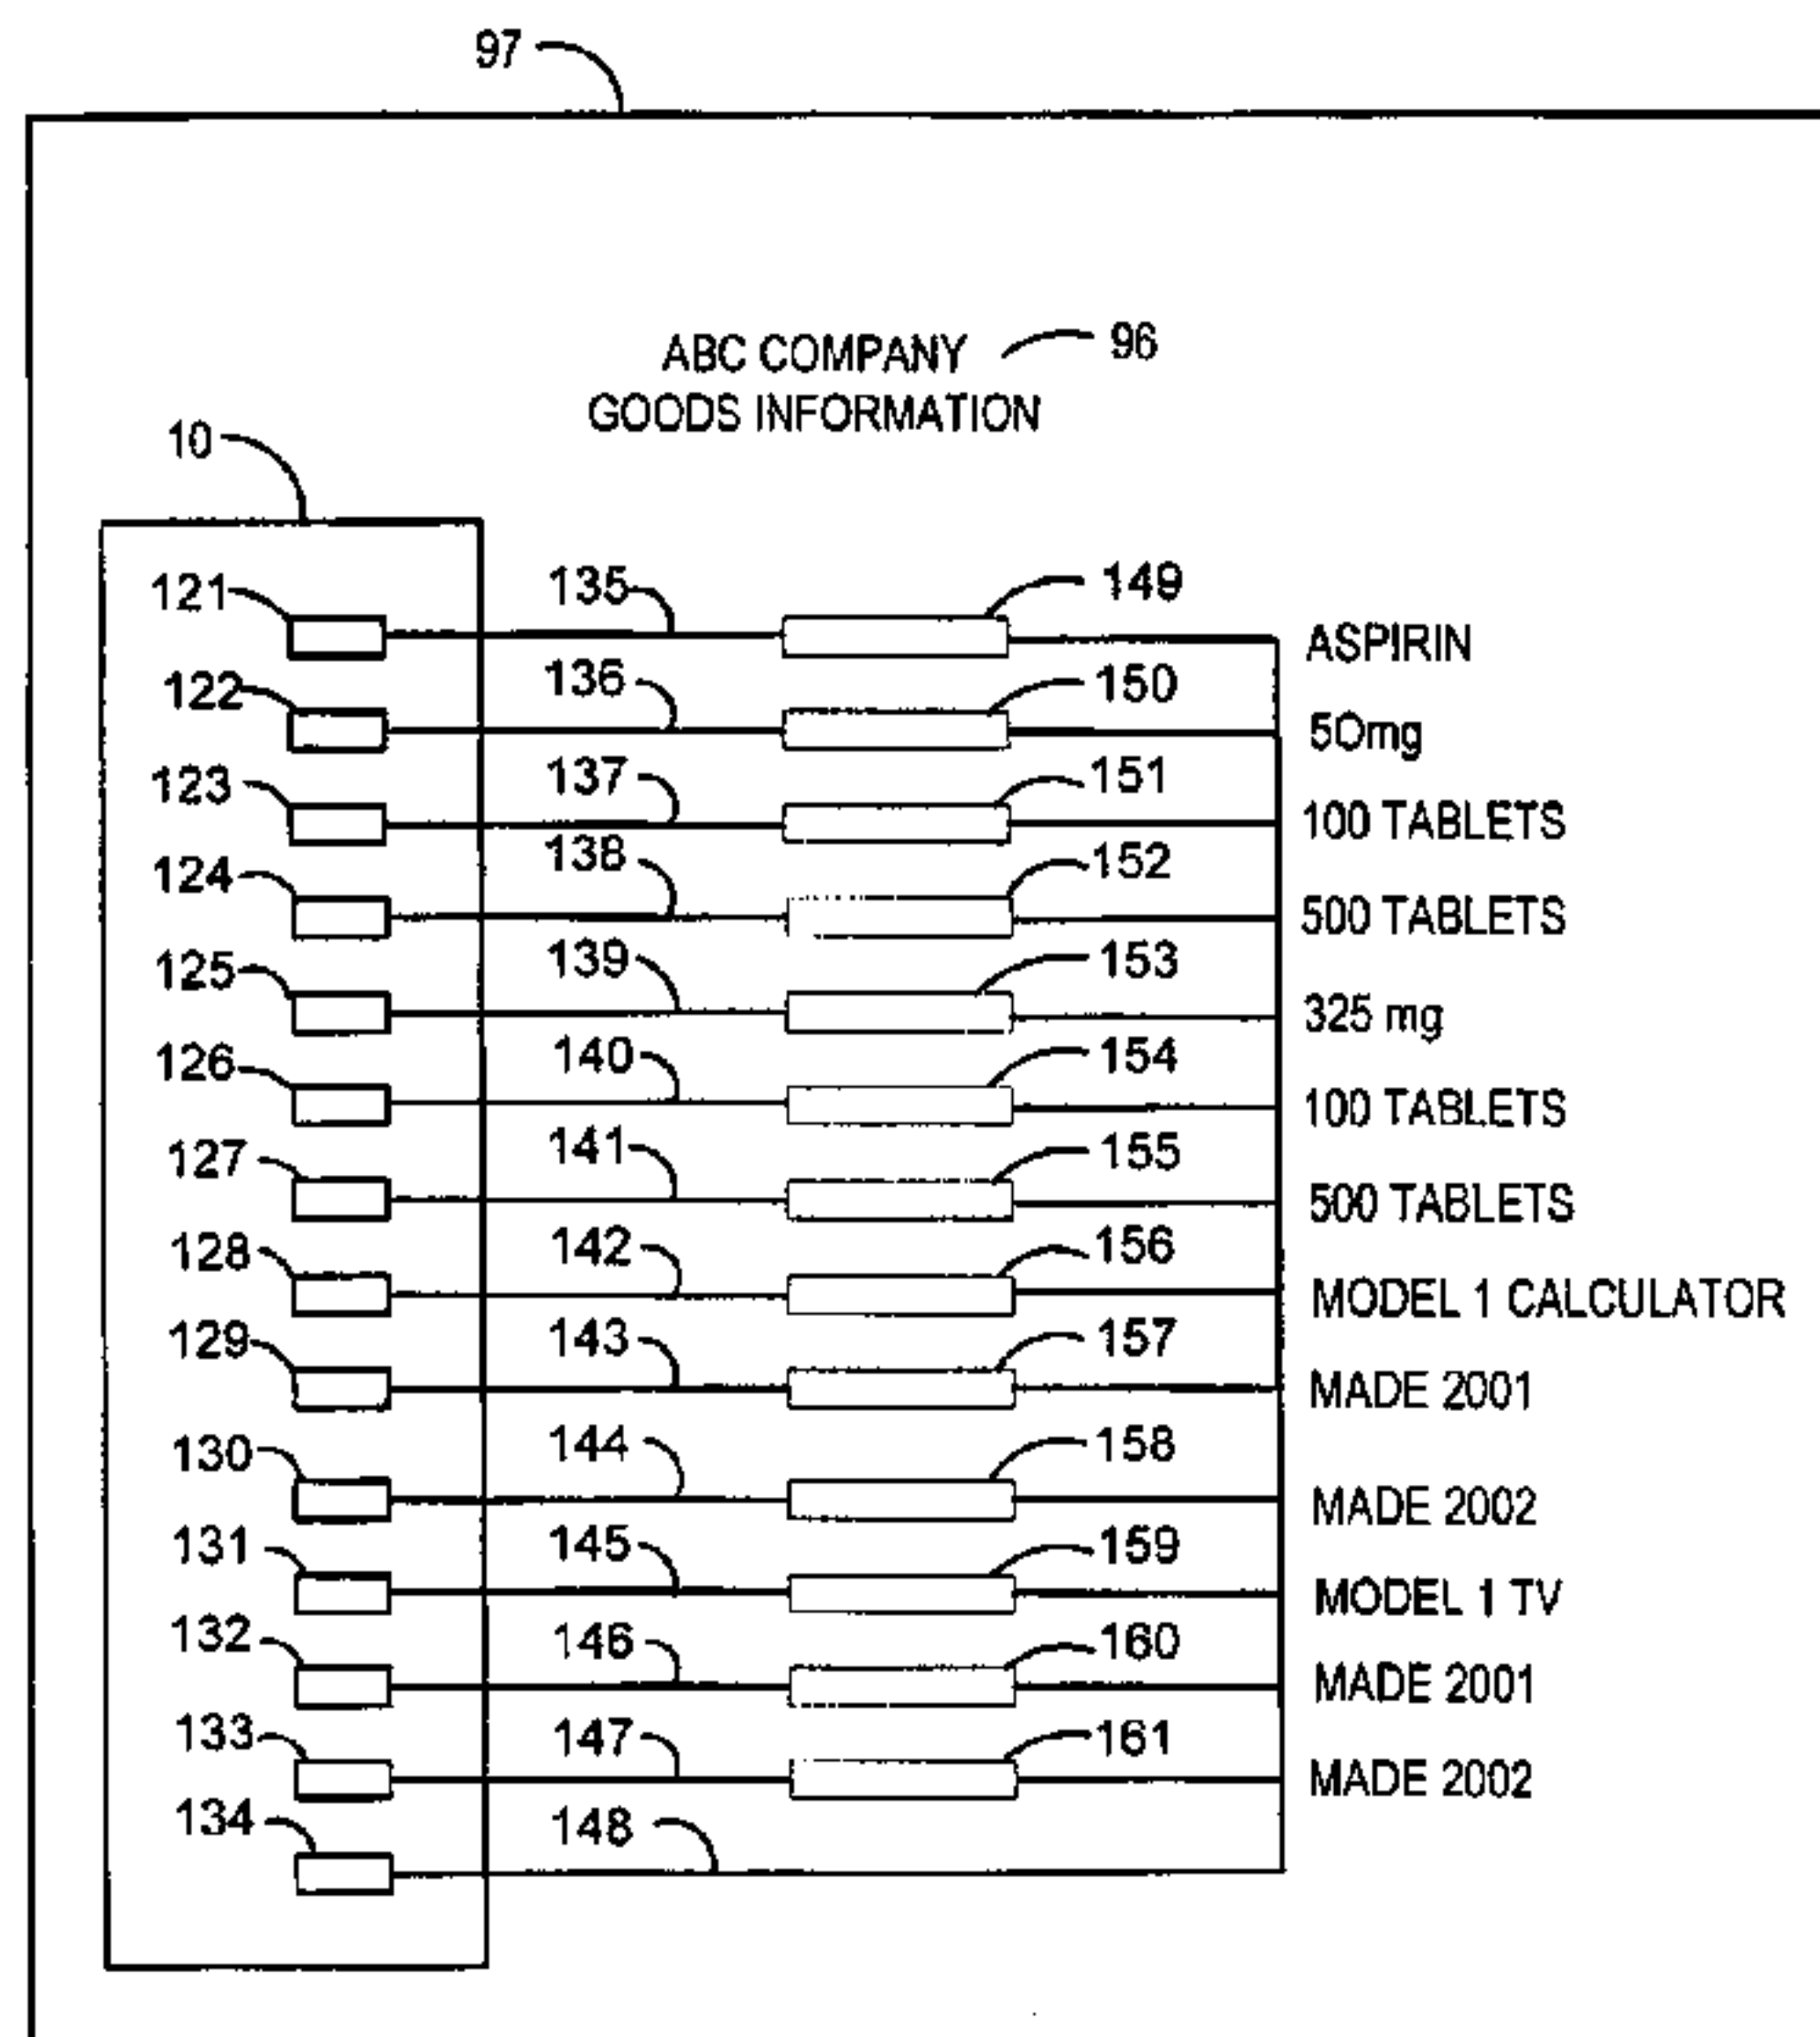 97
ABC COMPANY 96
GOODS INFORMATION
10
121 135 149 ASPIRIN
122 136 150 50mg
123 137 151 100 TABLETS
124 138 152 500 TABLETS
125 139 153 325 mg
126 140 154 100 TABLETS
127 141 155 500 TABLETS
128 142 156 MODEL 1 CALCULATOR
129 143 157 MADE 2001
130 144 158 MADE 2002
131 145 159 MODEL 1 TV
132 146 160 MADE 2001
133 147 161 MADE 2002
134 148